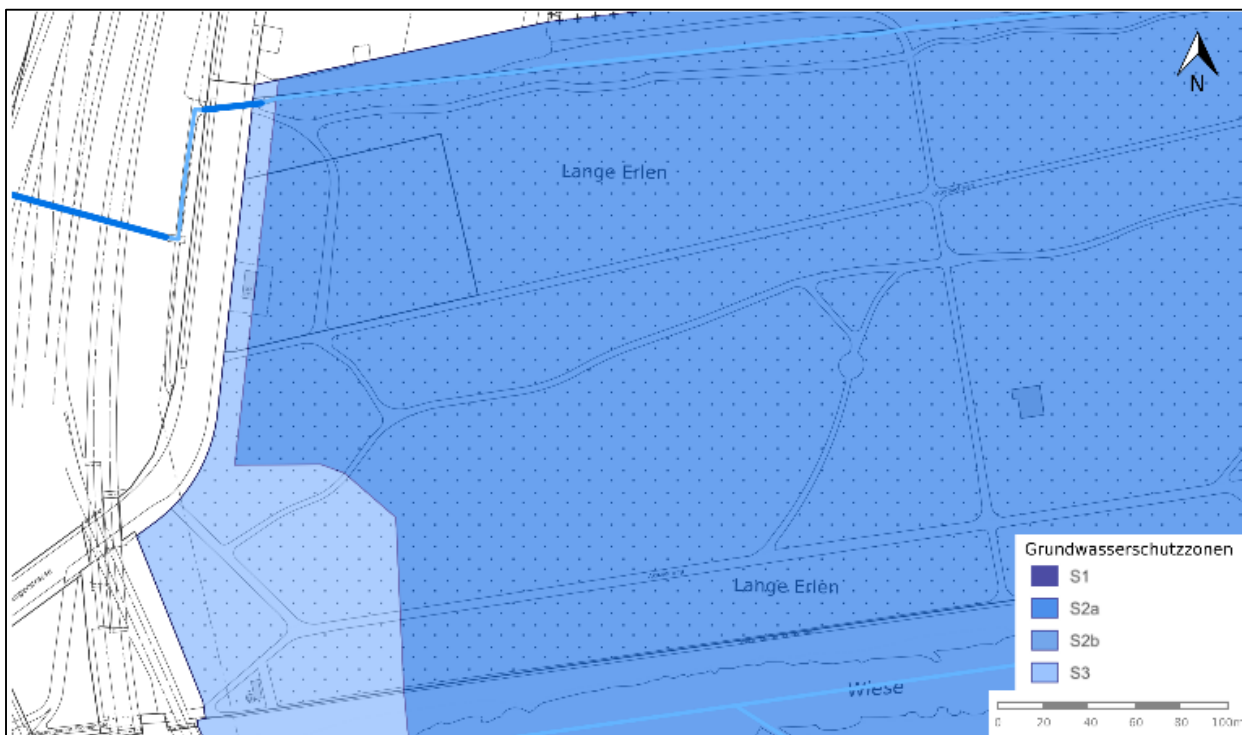 N
Lange Erlen
Lange Erlen
Wiese
Grundwasserschutzzonen
S1
S2a
S2b
S3
0 20 40 60 80 100m